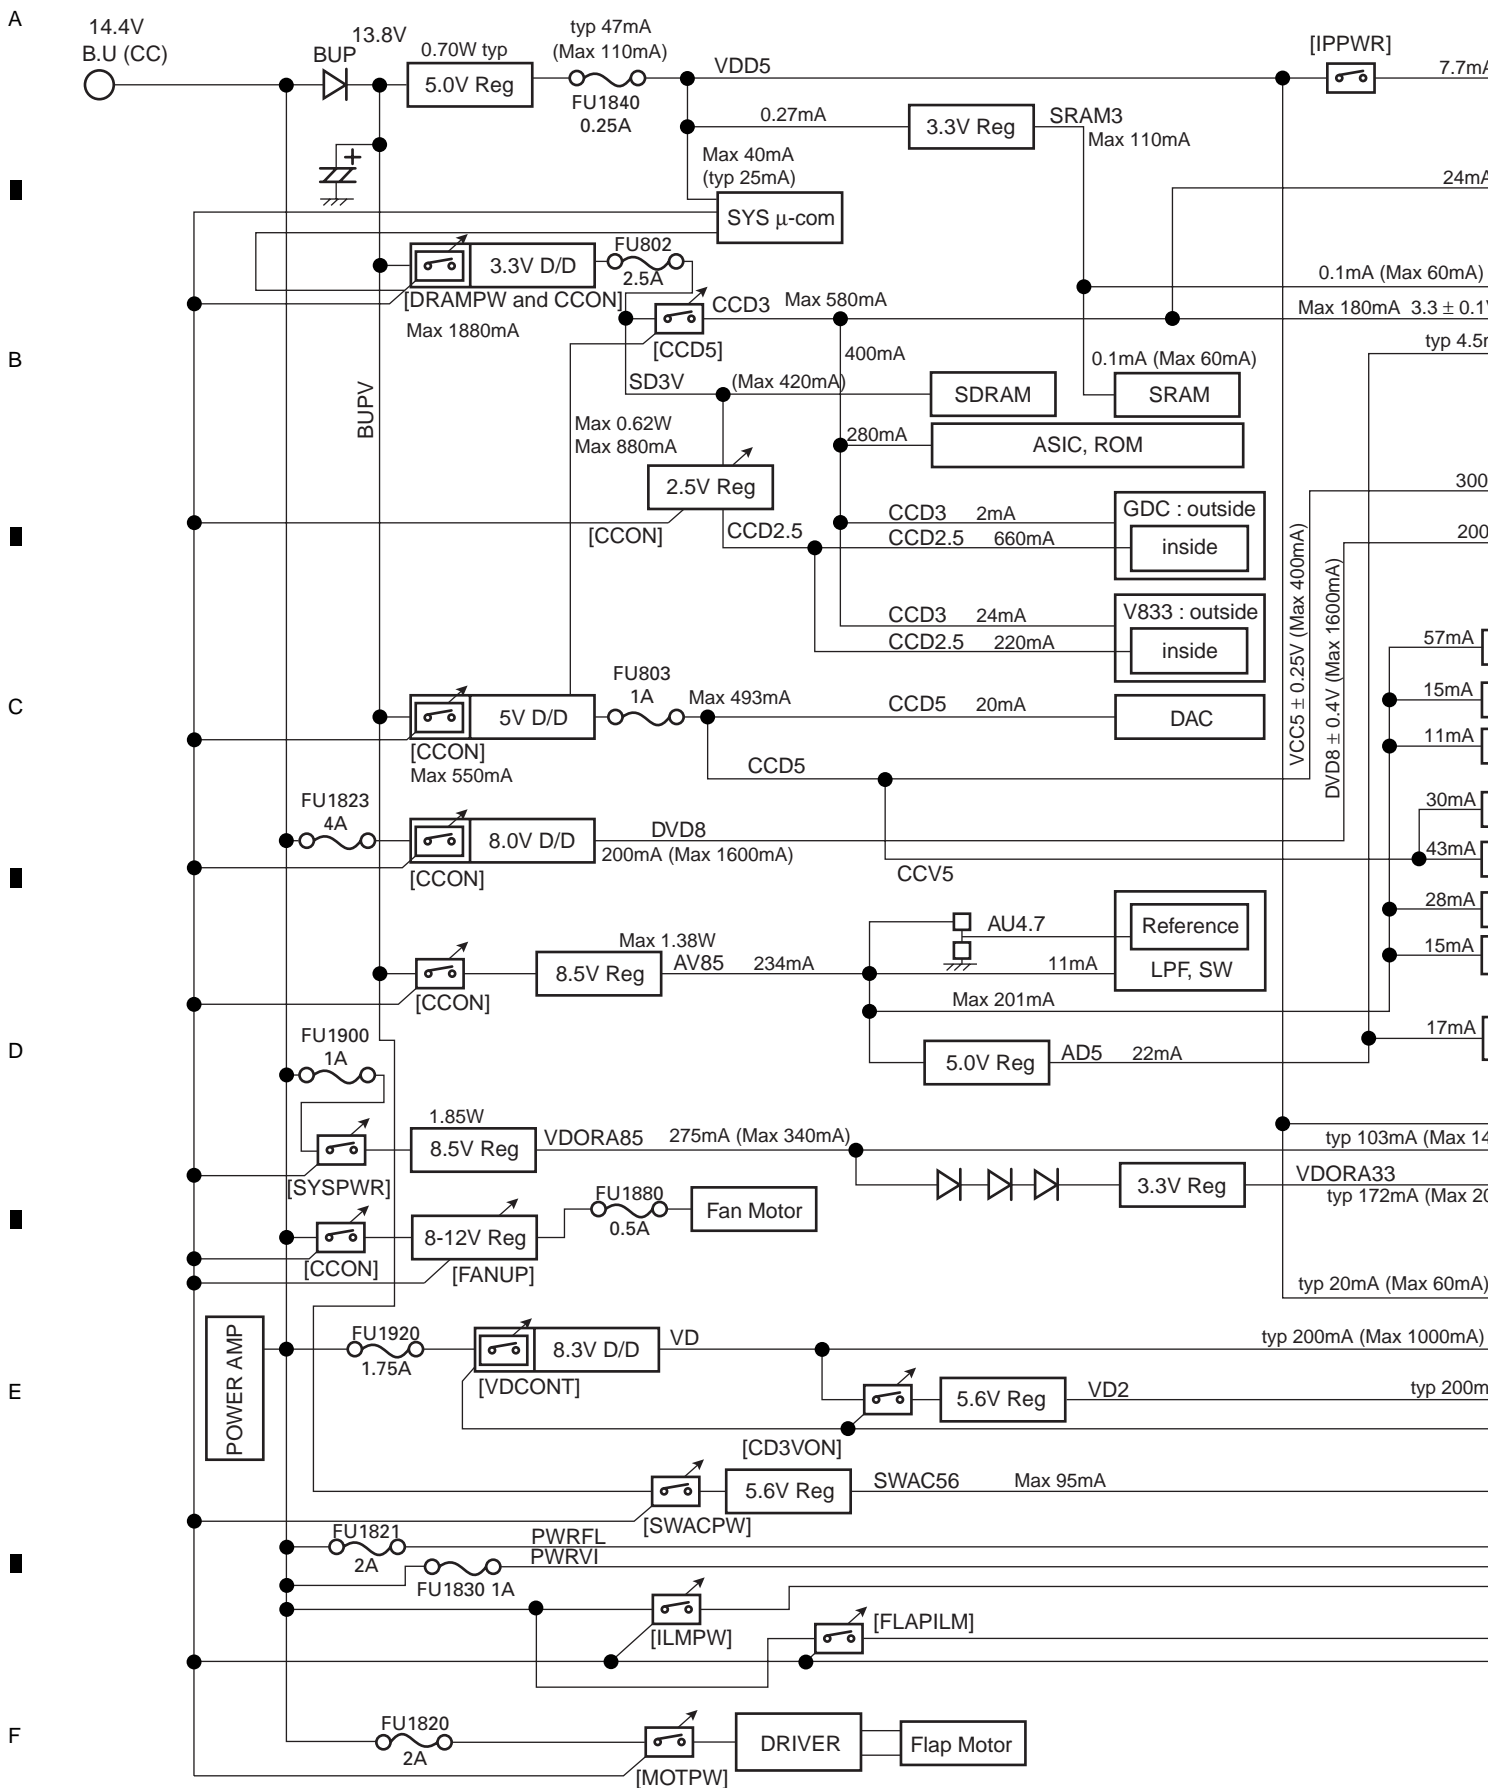 A
14.4V
B.U (CC)
BUP
13.8V
0.70W typ
5.0V Reg
typ 47mA
(Max 110mA)
FU1840
0.25A
VDD5
[IPPWR]
7.7mA
0.27mA
3.3V Reg
SRAM3
Max 110mA
Max 40mA
(typ 25mA)
24mA
SYS μ-com
FU802
2.5A
3.3V D/D
[DRAMPW and CCON]
Max 1880mA
CCD3
Max 580mA
[CCD5]
0.1mA (Max 60mA)
Max 180mA 3.3 ± 0.1V
typ 4.5m
B
400mA
0.1mA (Max 60mA)
SD3V
(Max 420mA)
SDRAM
SRAM
BUPV
Max 0.62W
Max 880mA
280mA
ASIC, ROM
2.5V Reg
[CCON]
CCD2.5
300
CCD3 2mA
CCD2.5 660mA
GDC : outside
inside
200
VCC5 ± 0.25V (Max 400mA)
DVD8 ± 0.4V (Max 1600mA)
CCD3 24mA
CCD2.5 220mA
V833 : outside
inside
57mA
C
FU803
1A
Max 493mA
5V D/D
[CCON]
Max 550mA
CCD5 20mA
DAC
15mA
11mA
CCD5
FU1823
4A
8.0V D/D
[CCON]
DVD8
200mA (Max 1600mA)
30mA
43mA
CCV5
28mA
AU4.7
Reference
LPF, SW
15mA
Max 1.38W
8.5V Reg
AV85 234mA
11mA
[CCON]
Max 201mA
D
FU1900
1A
5.0V Reg
AD5 22mA
17mA
1.85W
8.5V Reg
VDORA85 275mA (Max 340mA)
[SYSPWR]
typ 103mA (Max 14
3.3V Reg
VDORA33
typ 172mA (Max 20
FU1880
0.5A
Fan Motor
8-12V Reg
[CCON]
[FANUP]
typ 20mA (Max 60mA)
POWER AMP
FU1920
1.75A
8.3V D/D
VD
[VDCONT]
typ 200mA (Max 1000mA)
E
5.6V Reg
VD2
typ 200m
[CD3VON]
5.6V Reg
SWAC56 Max 95mA
[SWACPW]
FU1821
2A
PWRFL
PWRVI
FU1830 1A
[ILMPW]
[FLAPILM]
F
FU1820
2A
[MOTPW]
DRIVER
Flap Motor